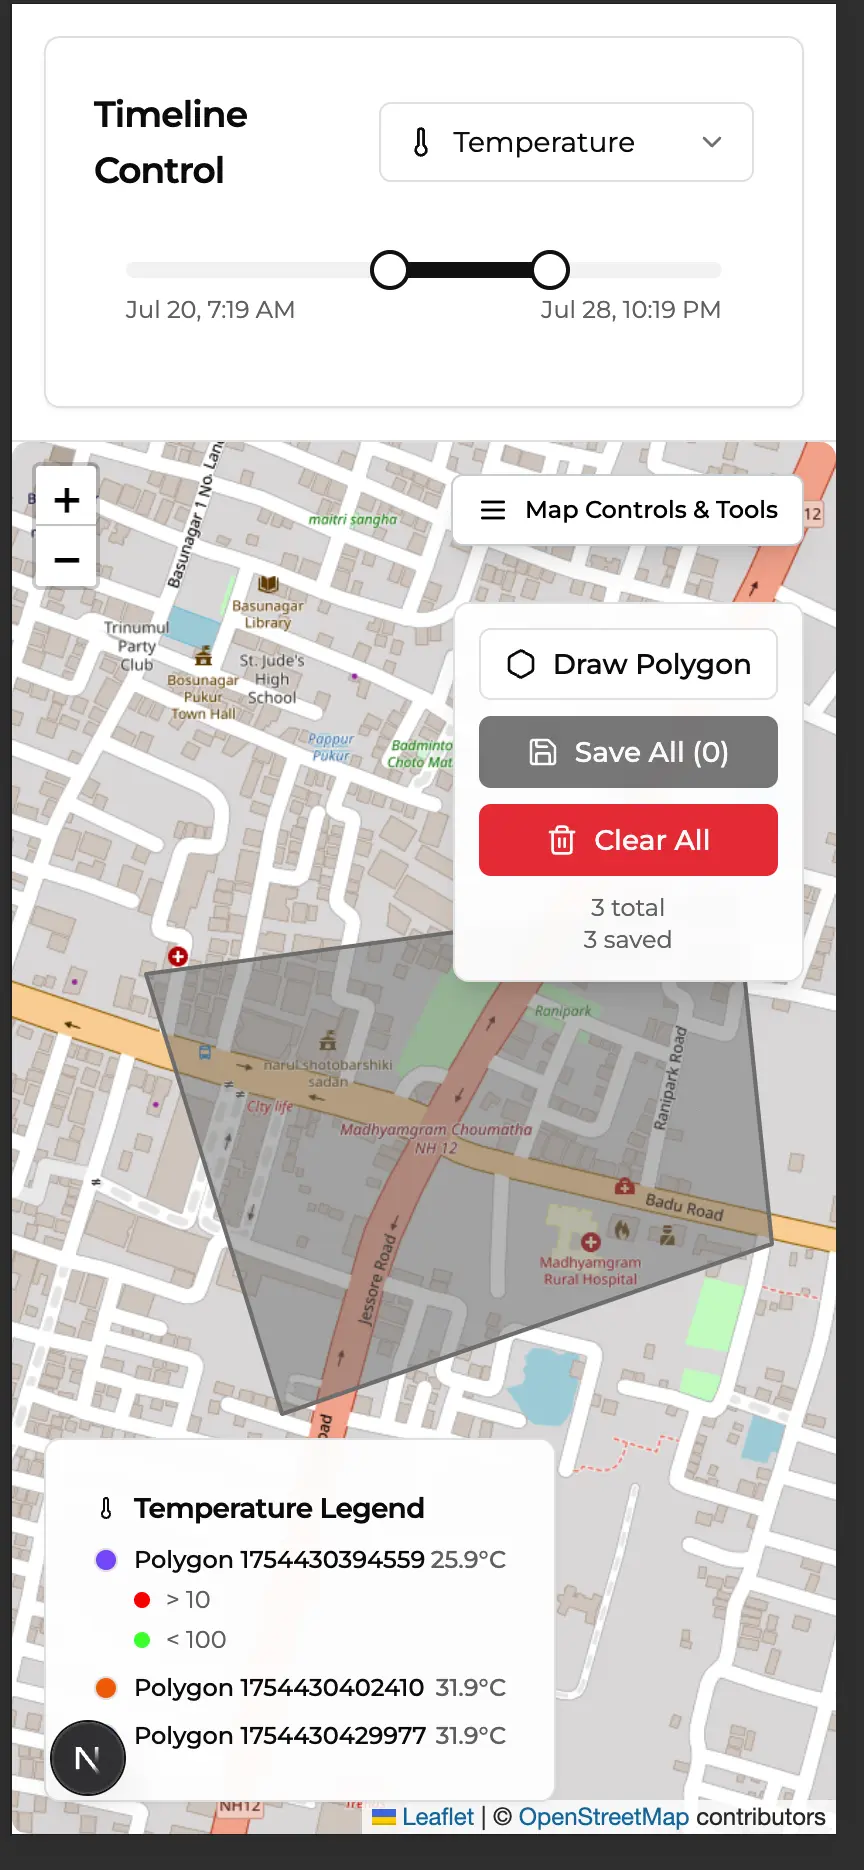 Timeline
Control
Temperature
Jul 20, 7:19 AM
Jul 28, 10:19 PM
+
−
Map Controls & Tools
12
Basunagar 1 No. Lan
maitri sangha
Basunagar
Library
Trinumul
Party
Club
Bosunagar
Pukur
Town Hall
St. Jude's
High
School
Pappur
Pukur
Badminto
Choto Mat
Draw Polygon
Save All (0)
Clear All
3 total
3 saved
Ranipark
Ranipark Road
narul shotobarshiki
sadan
City life
Madhyamgram Choumatha
NH 12
Badu Road
Madhyamgram
Rural Hospital
Jessore Road
oad
Temperature Legend
Polygon 1754430394559 25.9°C
> 10
< 100
Polygon 1754430402410 31.9°C
Polygon 1754430429977 31.9°C
N
NH12
Trends
Leaflet | © OpenStreetMap contributors